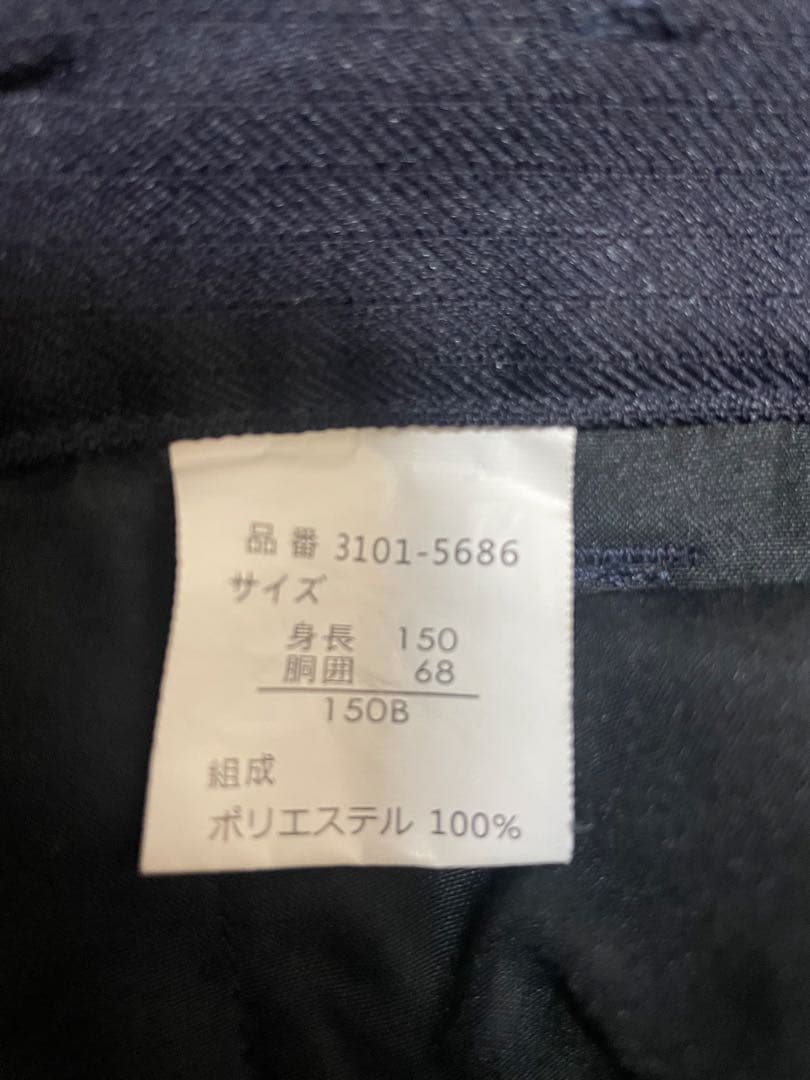 品番 3101-5686
サイズ
身長 150
胴囲 68
150B
組成
ポリエステル 100%